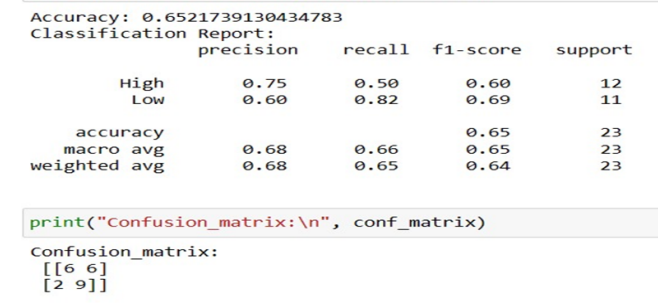 Accuracy: 0.6521739130434783
Classification Report:
precision recall f1-score support
High 0.75 0.50 0.60 12
Low 0.60 0.82 0.69 11
accuracy 0.65 23
macro avg 0.68 0.66 0.65 23
weighted avg 0.68 0.65 0.64 23
print("Confusion_matrix:\n", conf_matrix)
Confusion_matrix:
[[6 6]
[2 9]]